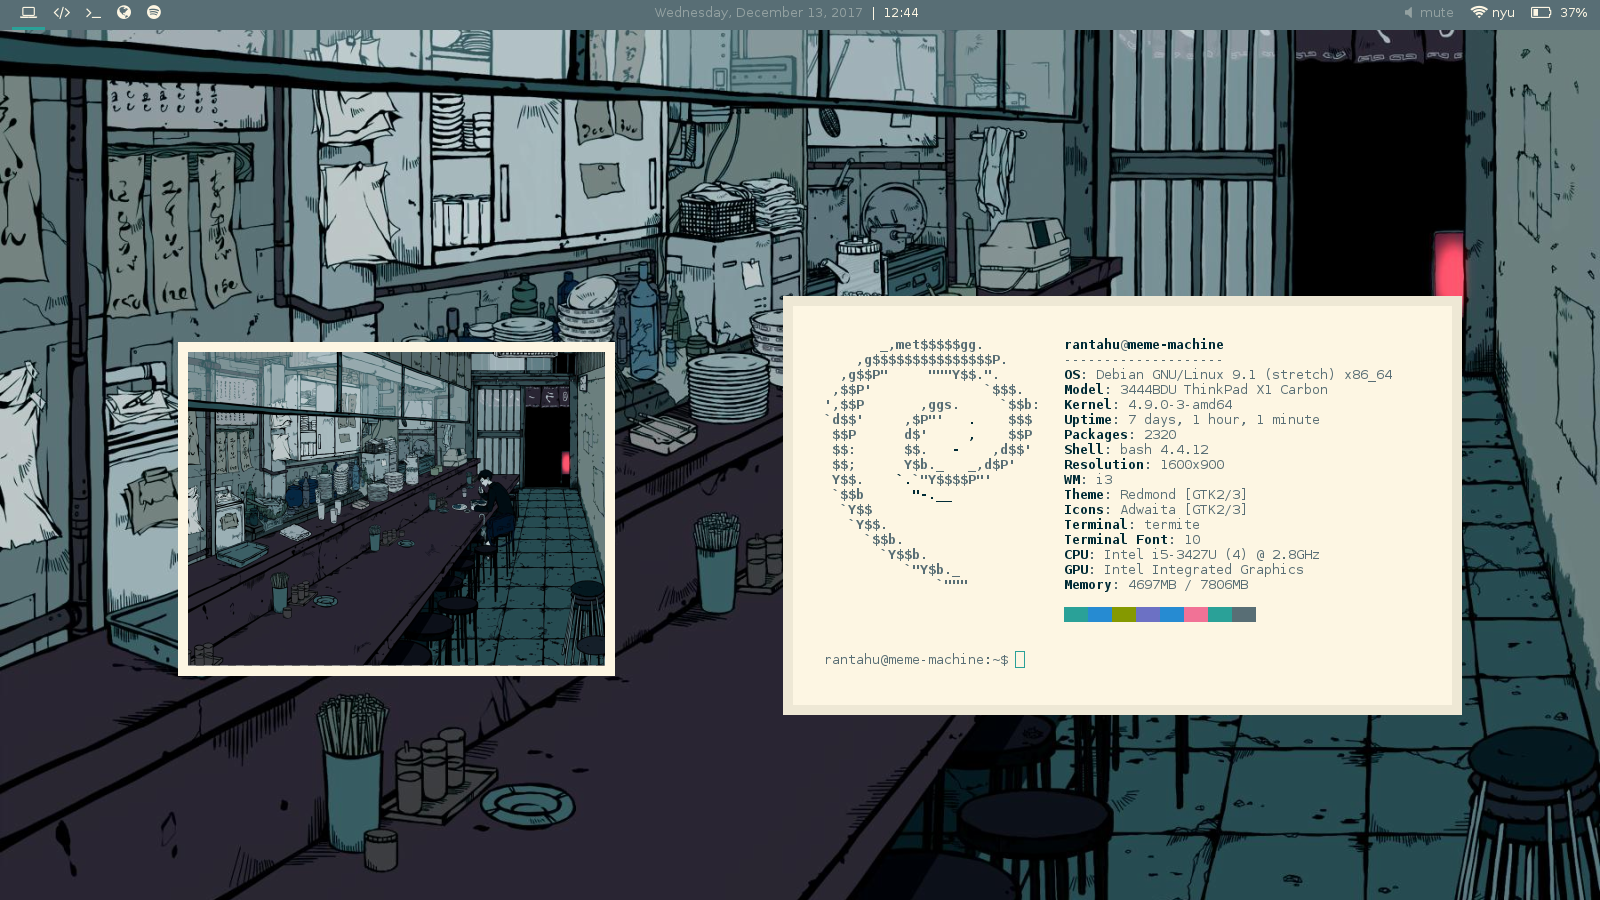 Wednesday, December 13, 2017 | 12:44
mute
nyu
37%
_,met$$$$$gg.
,g$$$$$$$$$$$$$$$P.
,g$$P"     """Y$$.".
,$$P'              `$$$.
',$$P       ,ggs.     `$$b:
`d$$'     ,$P"'   .    $$$
$$P      d$'     ,    $$P
$$:      $$.   -    ,d$$'
$$;      Y$b._   _,d$P'
Y$$.    `.`"Y$$$$P"'
`$$b      "-.__
`Y$$
`Y$$.
`$$b.
`Y$$b.
`"Y$b._
`"""
rantahu@meme-machine
--------------------
OS: Debian GNU/Linux 9.1 (stretch) x86_64
Model: 3444BDU ThinkPad X1 Carbon
Kernel: 4.9.0-3-amd64
Uptime: 7 days, 1 hour, 1 minute
Packages: 2320
Shell: bash 4.4.12
Resolution: 1600x900
WM: i3
Theme: Redmond [GTK2/3]
Icons: Adwaita [GTK2/3]
Terminal: termite
Terminal Font: 10
CPU: Intel i5-3427U (4) @ 2.8GHz
GPU: Intel Integrated Graphics
Memory: 4697MB / 7806MB
rantahu@meme-machine:~$